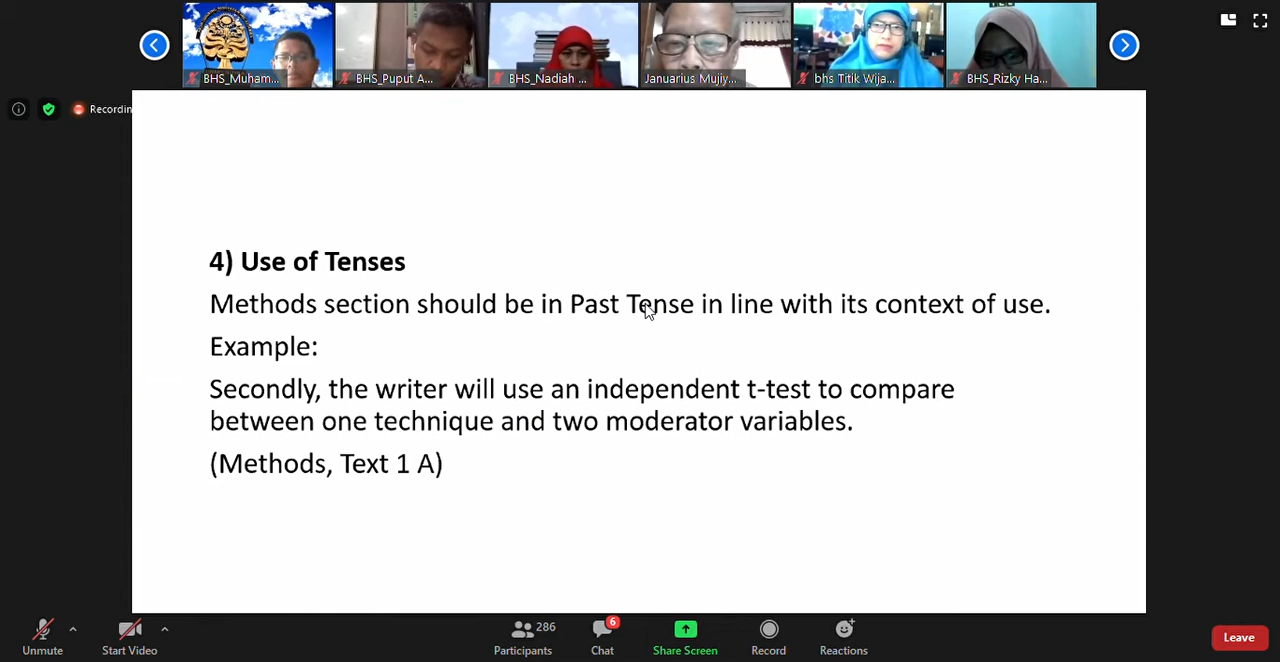 BHS_Muham...
BHS_Puput A...
BHS_Nadiah ...
Januarius Mujiy...
bhs Titik Wija...
BHS_Rizky Ha...
Recordin
4) Use of Tenses
Methods section should be in Past Tense in line with its context of use.
Example:
Secondly, the writer will use an independent t-test to compare
between one technique and two moderator variables.
(Methods, Text 1 A)
Unmute
Start Video
286
Participants
6
Chat
Share Screen
Record
Reactions
Leave